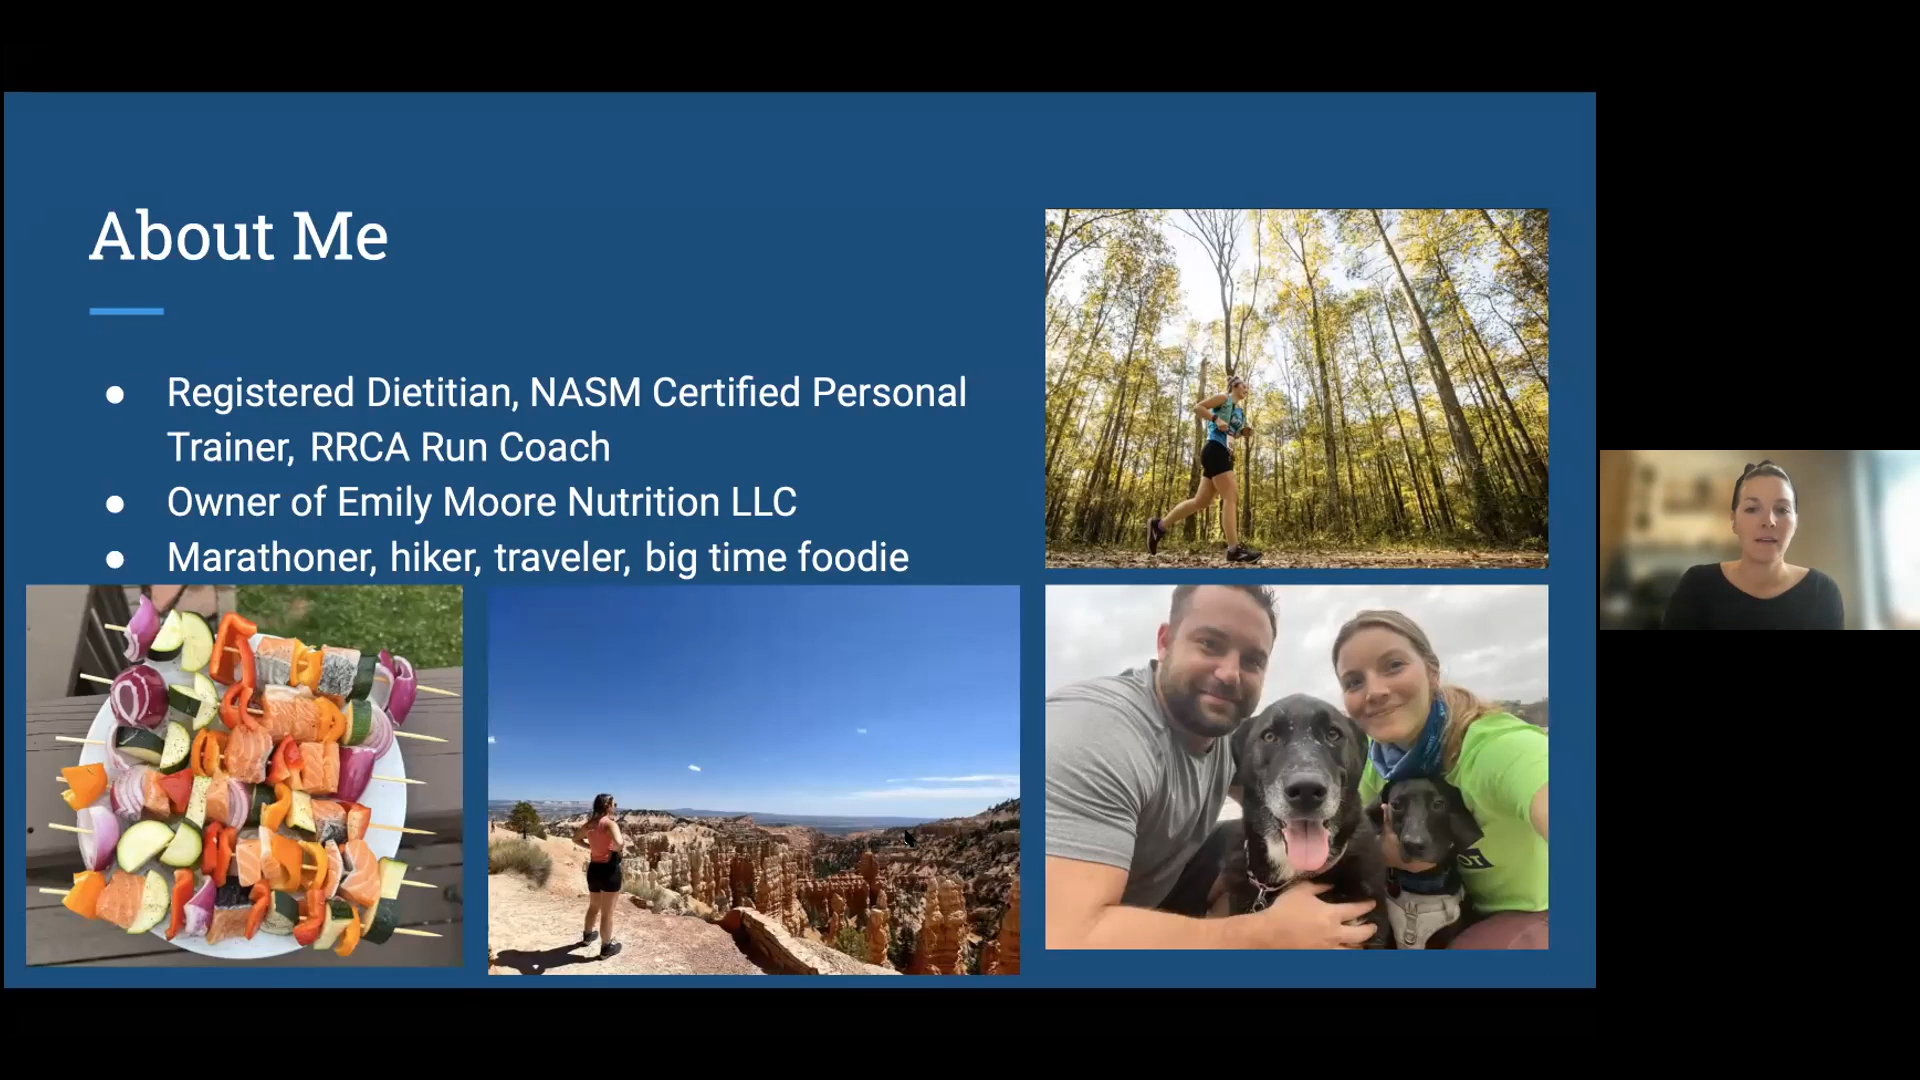 About Me
● Registered Dietitian, NASM Certified Personal
Trainer, RRCA Run Coach
● Owner of Emily Moore Nutrition LLC
● Marathoner, hiker, traveler, big time foodie